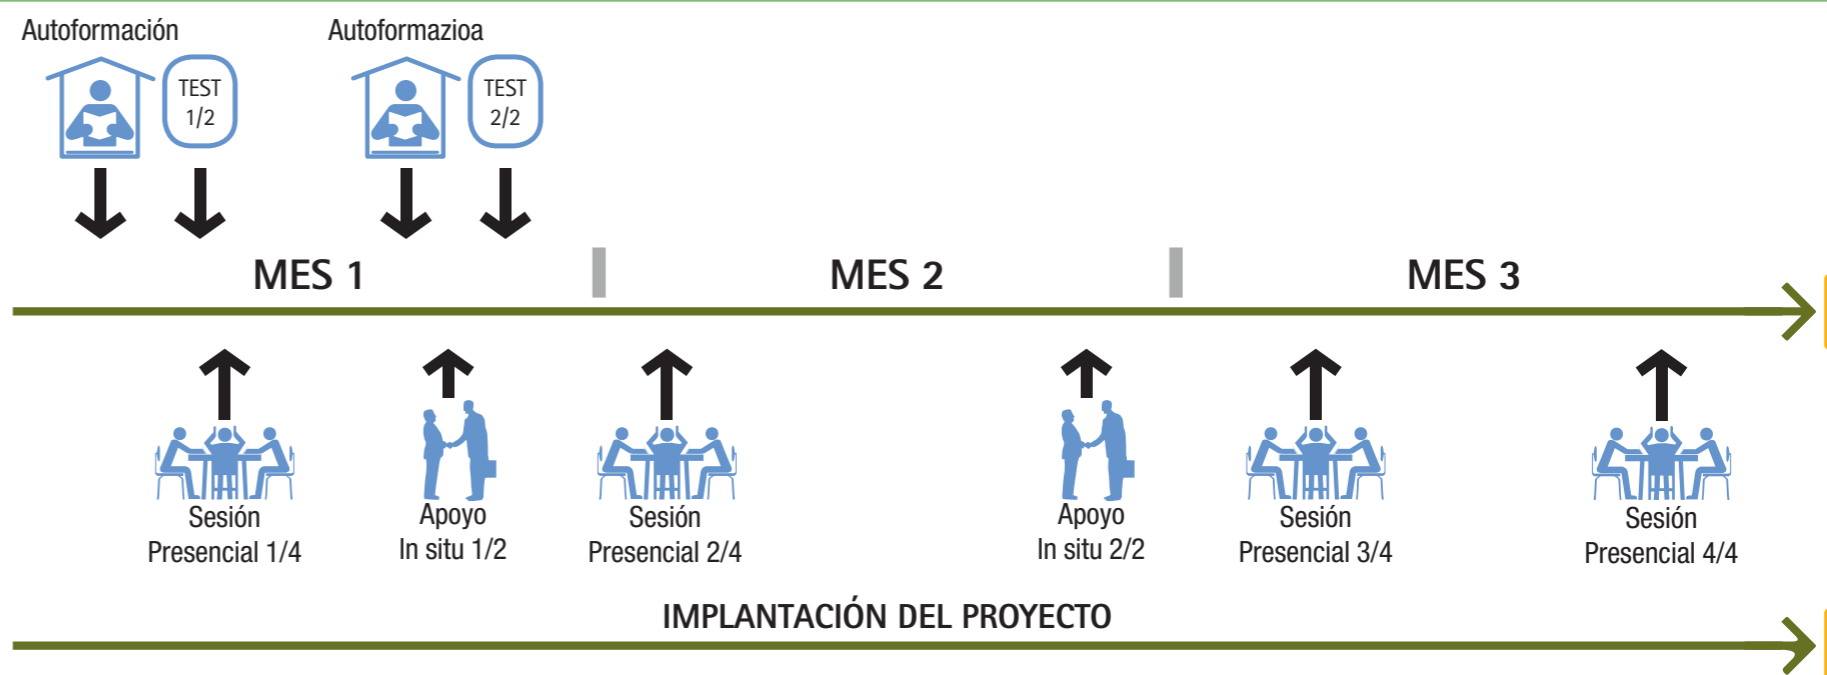 Autoformación
Autoformazioa
TEST
1/2
TEST
2/2
MES 1
MES 2
MES 3
Sesión
Presencial 1/4
Apoyo
In situ 1/2
Sesión
Presencial 2/4
Apoyo
In situ 2/2
Sesión
Presencial 3/4
Sesión
Presencial 4/4
IMPLANTACIÓN DEL PROYECTO